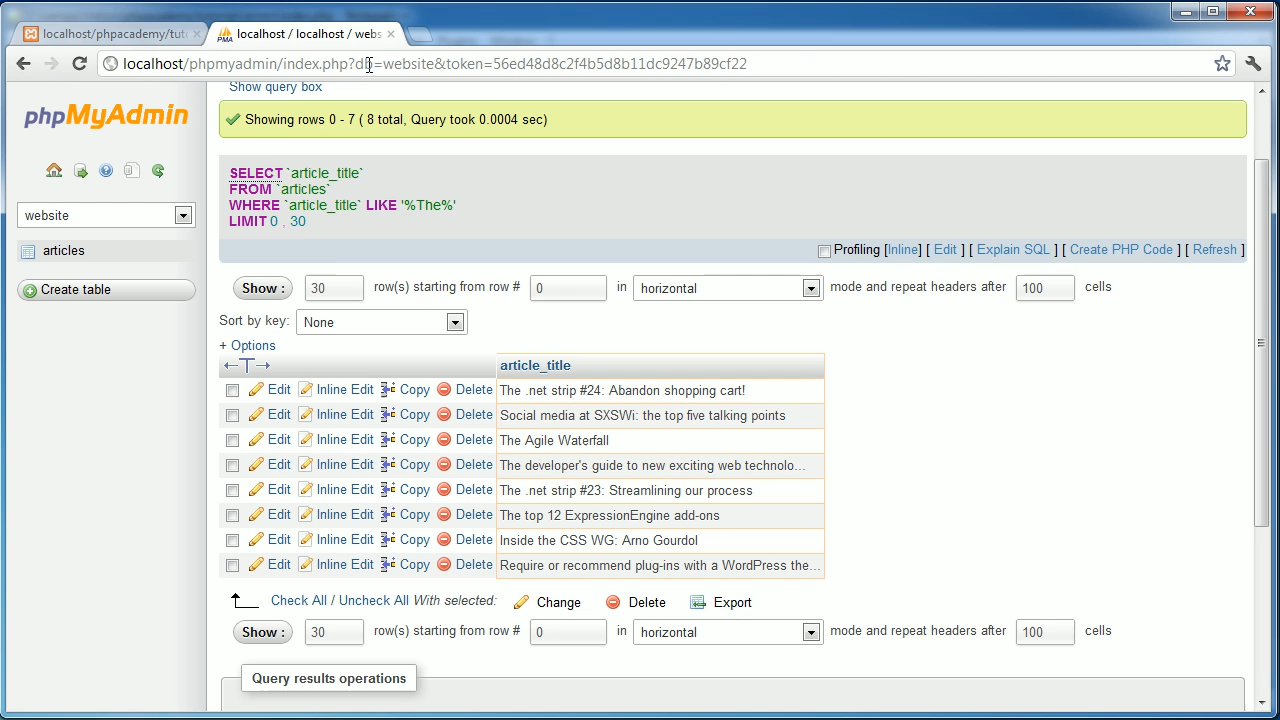 localhost/phpacademy/tuto
localhost / localhost / webs
localhost/phpmyadmin/index.php?db=website&token=56ed48d8c2f4b5d8b11dc9247b89cf22
phpMyAdmin
website
articles
Create table
Show query box
Showing rows 0 - 7 ( 8 total, Query took 0.0004 sec)
SELECT `article_title`
FROM `articles`
WHERE `article_title` LIKE '%The%'
LIMIT 0 , 30
Profiling [Inline] [ Edit ] [ Explain SQL ] [ Create PHP Code ] [ Refresh ]
Show : 30 row(s) starting from row # 0 in horizontal mode and repeat headers after 100 cells
Sort by key: None
+ Options
←T→ article_title
Edit Inline Edit Copy Delete The .net strip #24: Abandon shopping cart!
Edit Inline Edit Copy Delete Social media at SXSWi: the top five talking points
Edit Inline Edit Copy Delete The Agile Waterfall
Edit Inline Edit Copy Delete The developer's guide to new exciting web technolo...
Edit Inline Edit Copy Delete The .net strip #23: Streamlining our process
Edit Inline Edit Copy Delete The top 12 ExpressionEngine add-ons
Edit Inline Edit Copy Delete Inside the CSS WG: Arno Gourdol
Edit Inline Edit Copy Delete Require or recommend plug-ins with a WordPress the...
Check All / Uncheck All With selected: Change Delete Export
Show : 30 row(s) starting from row # 0 in horizontal mode and repeat headers after 100 cells
Query results operations